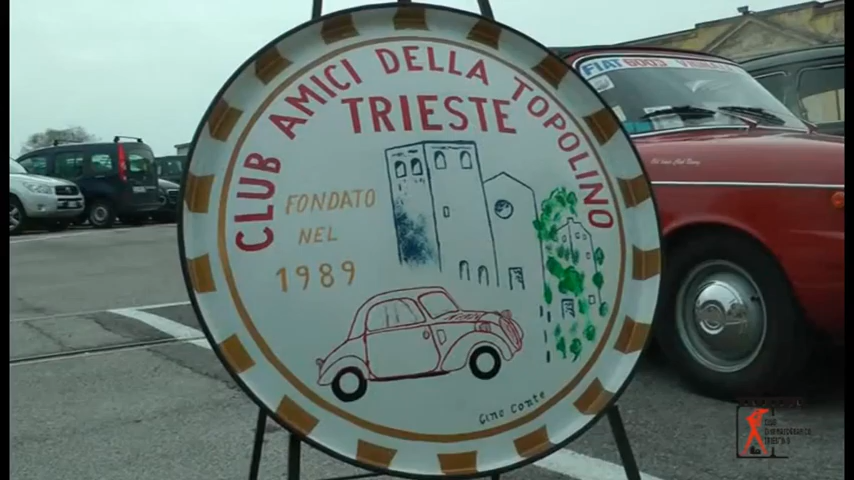 CLUB AMICI DELLA TOPOLINO
TRIESTE
FONDATO
NEL
1989
Gino Conte
FIAT 600